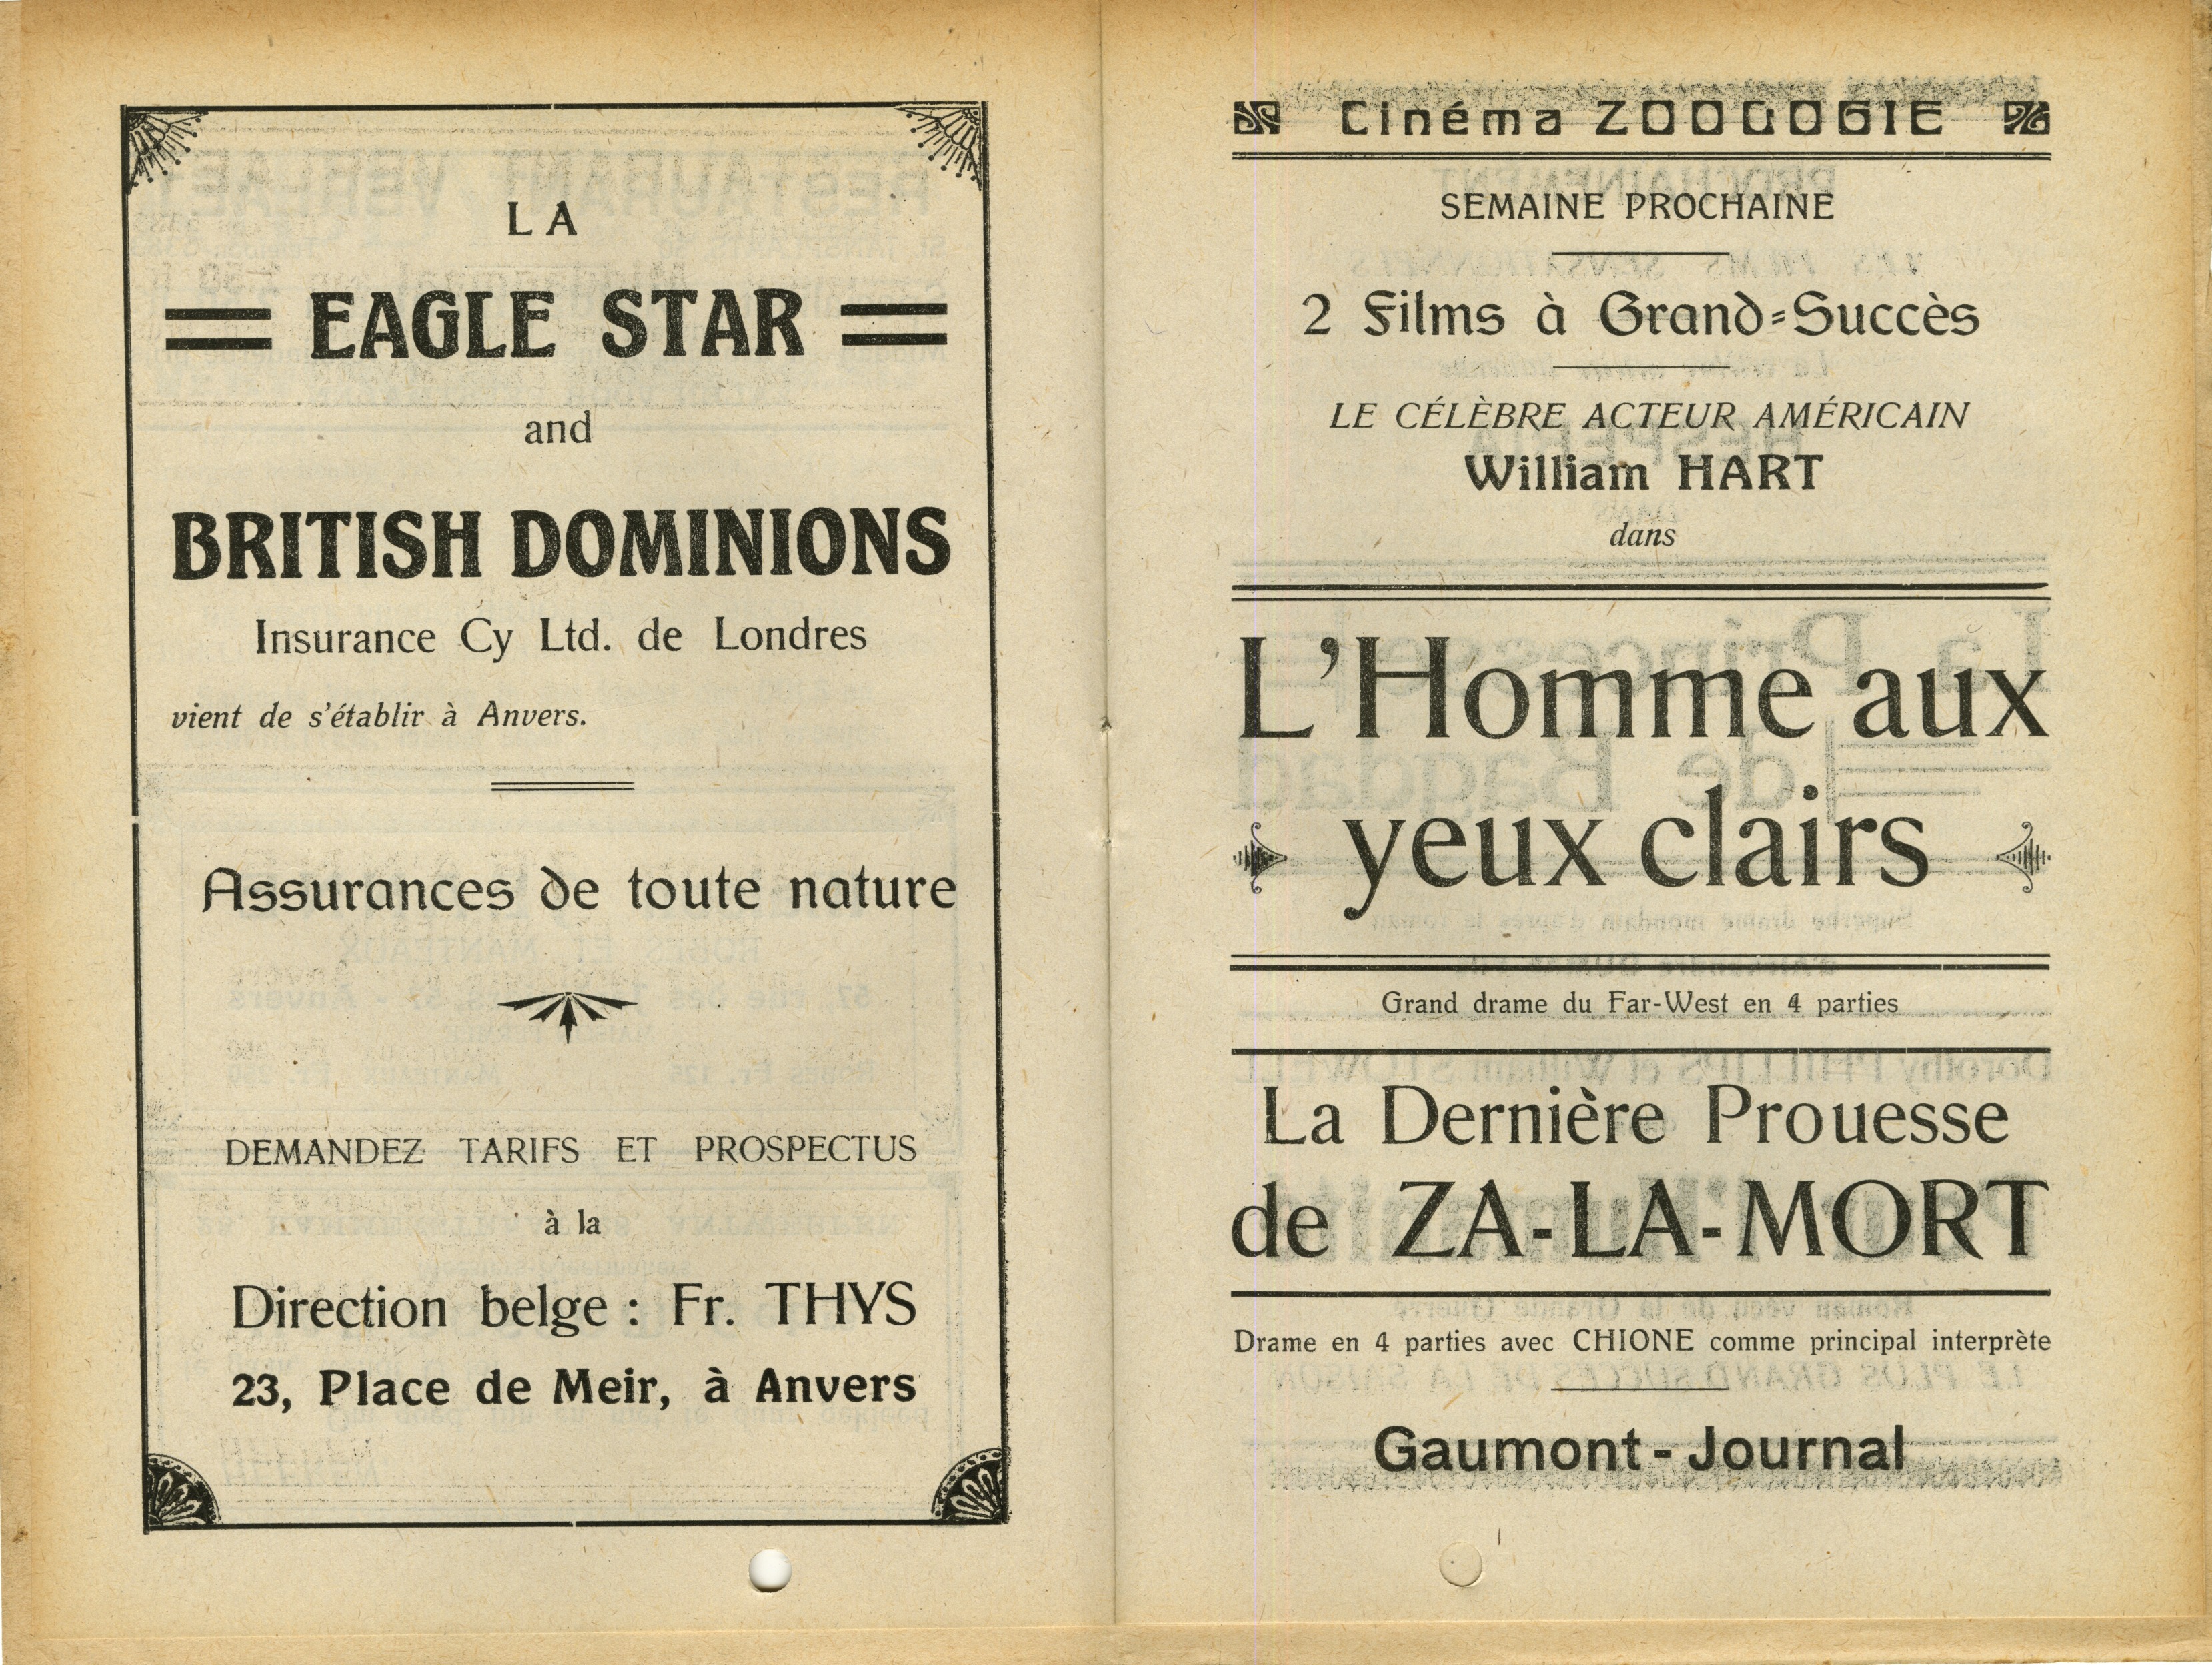 LA
EAGLE STAR
and
BRITISH DOMINIONS
Insurance Cy Ltd. de Londres
vient de s'établir à Anvers.
Assurances de toute nature
DEMANDEZ TARIFS ET PROSPECTUS
à la
Direction belge : Fr. THYS
23, Place de Meir, à Anvers
Cinéma ZOOLOGIE
SEMAINE PROCHAINE
2 Films à Grand=Succès
LE CÉLÈBRE ACTEUR AMÉRICAIN
William HART
dans
L'Homme aux
yeux clairs
Grand drame du Far-West en 4 parties
La Dernière Prouesse
de ZA-LA-MORT
Drame en 4 parties avec CHIONE comme principal interprète
Gaumont-Journal